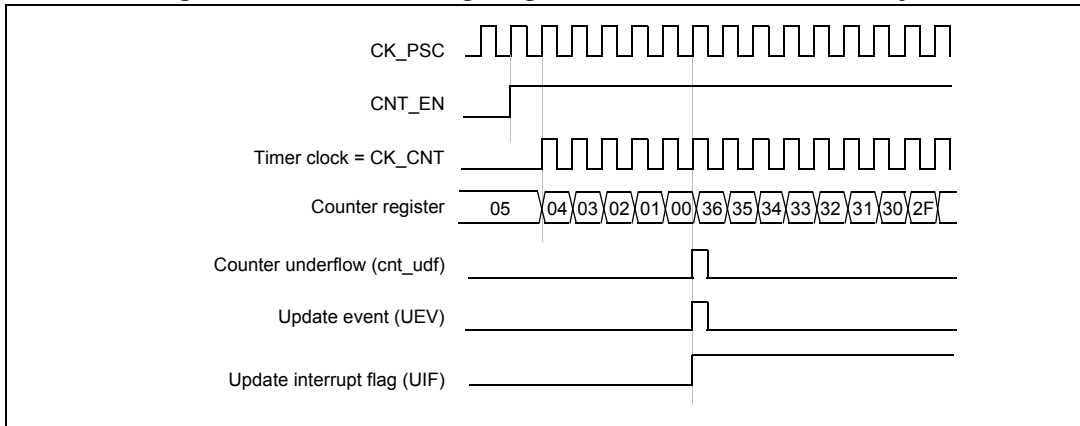 CK_PSC
CNT_EN
Timer clock = CK_CNT
Counter register 05 04 03 02 01 00 36 35 34 33 32 31 30 2F
Counter underflow (cnt_udf)
Update event (UEV)
Update interrupt flag (UIF)